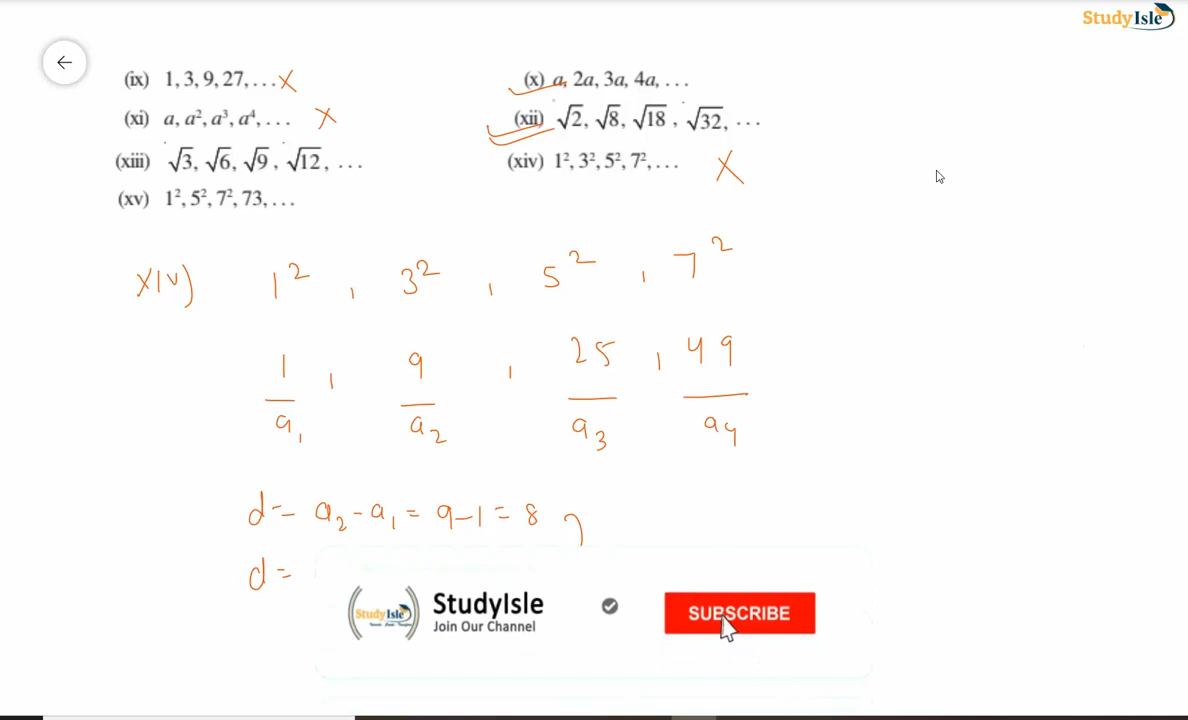 StudyIsle
(ix) 1, 3, 9, 27, . . . X
(x) a, 2a, 3a, 4a, . . .
(xi) a, a², a³, a⁴, . . . X
(xii) √2, √8, √18 , √32, . . .
(xiii) √3, √6, √9 , √12, . . .
(xiv) 1², 3², 5², 7², . . . X
(xv) 1², 5², 7², 73, . . .
xiv) 1² , 3² , 5² , 7²
1 , 9 , 25 , 49
a₁ a₂ a₃ a₄
d = a₂ - a₁ = 9 - 1 = 8
d =
StudyIsle
StudyIsle
Join Our Channel
SUBSCRIBE